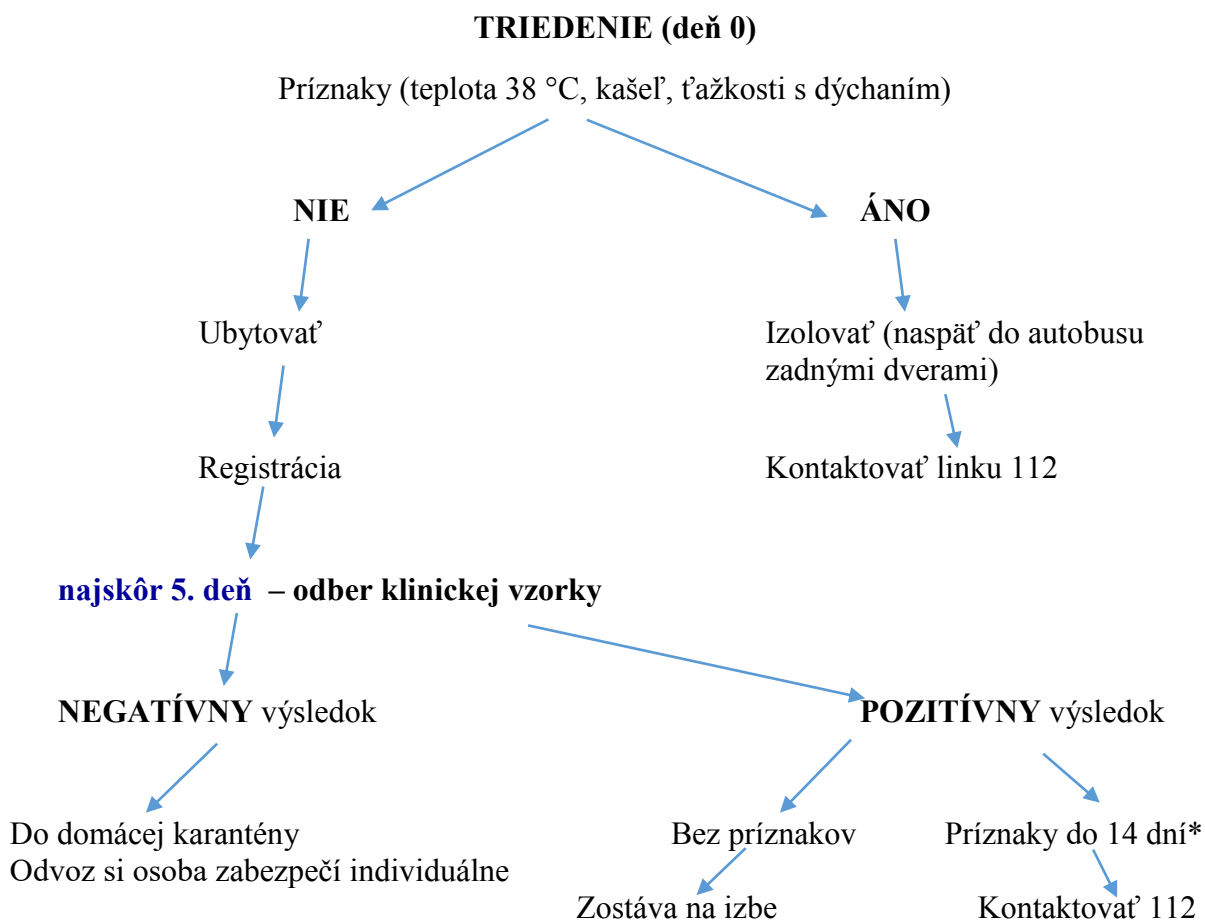 TRIEDENIE (deň 0)
Príznaky (teplota 38 °C, kašeľ, ťažkosti s dýchaním)
NIE
ÁNO
Ubytovať
Izolovať (naspäť do autobusu
zadnými dverami)
Registrácia
Kontaktovať linku 112
najskôr 5. deň – odber klinickej vzorky
NEGATÍVNY výsledok
POZITÍVNY výsledok
Do domácej karantény
Odvoz si osoba zabezpečí individuálne
Bez príznakov
Príznaky do 14 dní*
Zostáva na izbe
Kontaktovať 112